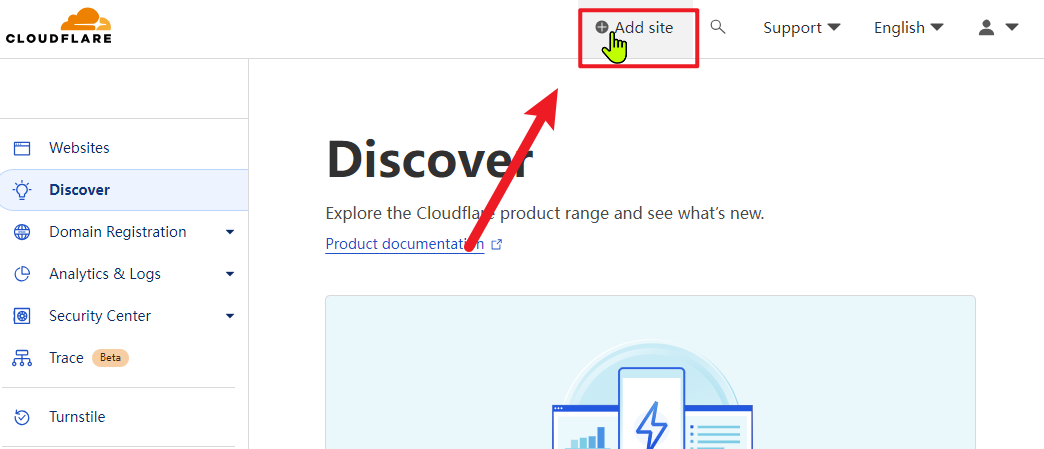 CLOUDFLARE
Add site
Support
English
Websites
Discover
Domain Registration
Analytics & Logs
Security Center
Trace Beta
Turnstile
Discover
Explore the Cloudflare product range and see what's new.
Product documentation